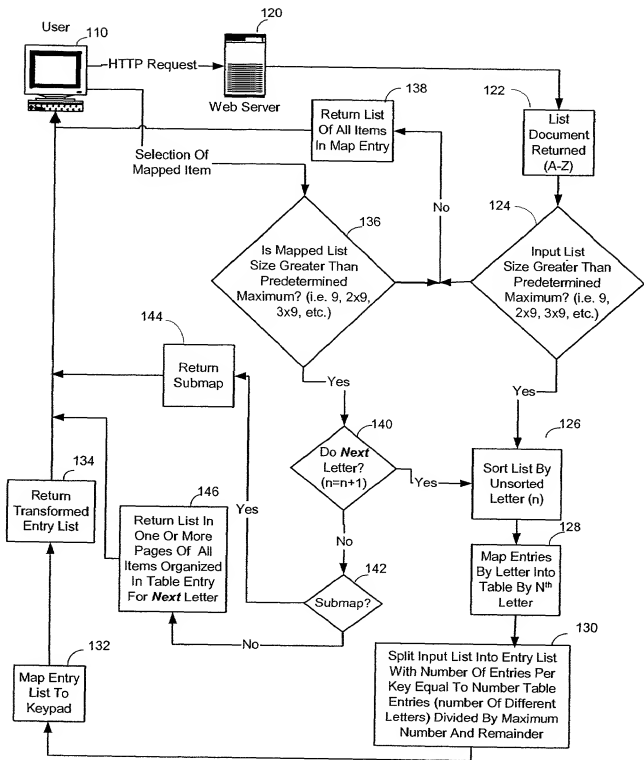 User
110
HTTP Request
120
Web Server
122
List
Document
Returned
(A-Z)
138
Return List
Of All Items
In Map Entry
Selection Of
Mapped Item
No
124
Input List
Size Greater Than
Predetermined
Maximum? (i.e. 9,
2x9, 3x9, etc.)
136
Is Mapped List
Size Greater Than
Predetermined
Maximum? (i.e. 9, 2x9,
3x9, etc.)
144
Return
Submap
Yes
Yes
140
Do Next
Letter?
(n=n+1)
Yes
126
Sort List By
Unsorted
Letter (n)
134
Return
Transformed
Entry List
146
Return List In
One Or More
Pages Of All
Items Organized
In Table Entry
For Next Letter
Yes
No
128
Map Entries
By Letter Into
Table By Nth
Letter
142
Submap?
No
130
Split Input List Into Entry List
With Number Of Entries Per
Key Equal To Number Table
Entries (number Of Different
Letters) Divided By Maximum
Number And Remainder
132
Map Entry
List To
Keypad